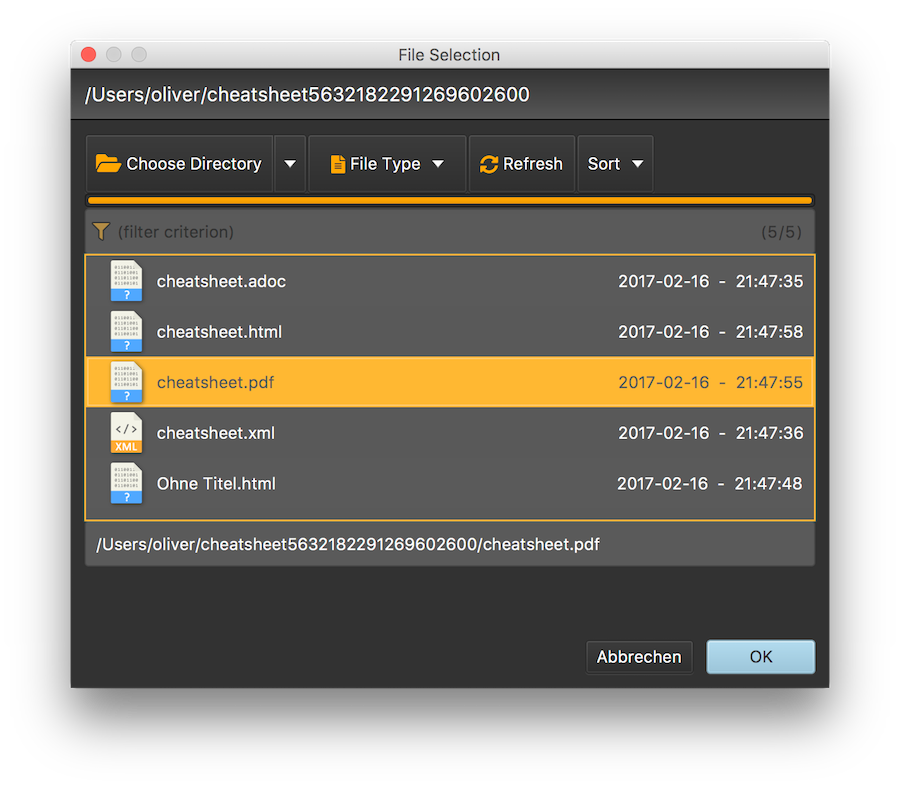 File Selection
/Users/oliver/cheatsheet5632182291269602600
Choose Directory File Type Refresh Sort
(filter criterion) (5/5)
? cheatsheet.adoc 2017-02-16 - 21:47:35
? cheatsheet.html 2017-02-16 - 21:47:58
? cheatsheet.pdf 2017-02-16 - 21:47:55
</> XML cheatsheet.xml 2017-02-16 - 21:47:36
? Ohne Titel.html 2017-02-16 - 21:47:48
/Users/oliver/cheatsheet5632182291269602600/cheatsheet.pdf
Abbrechen OK